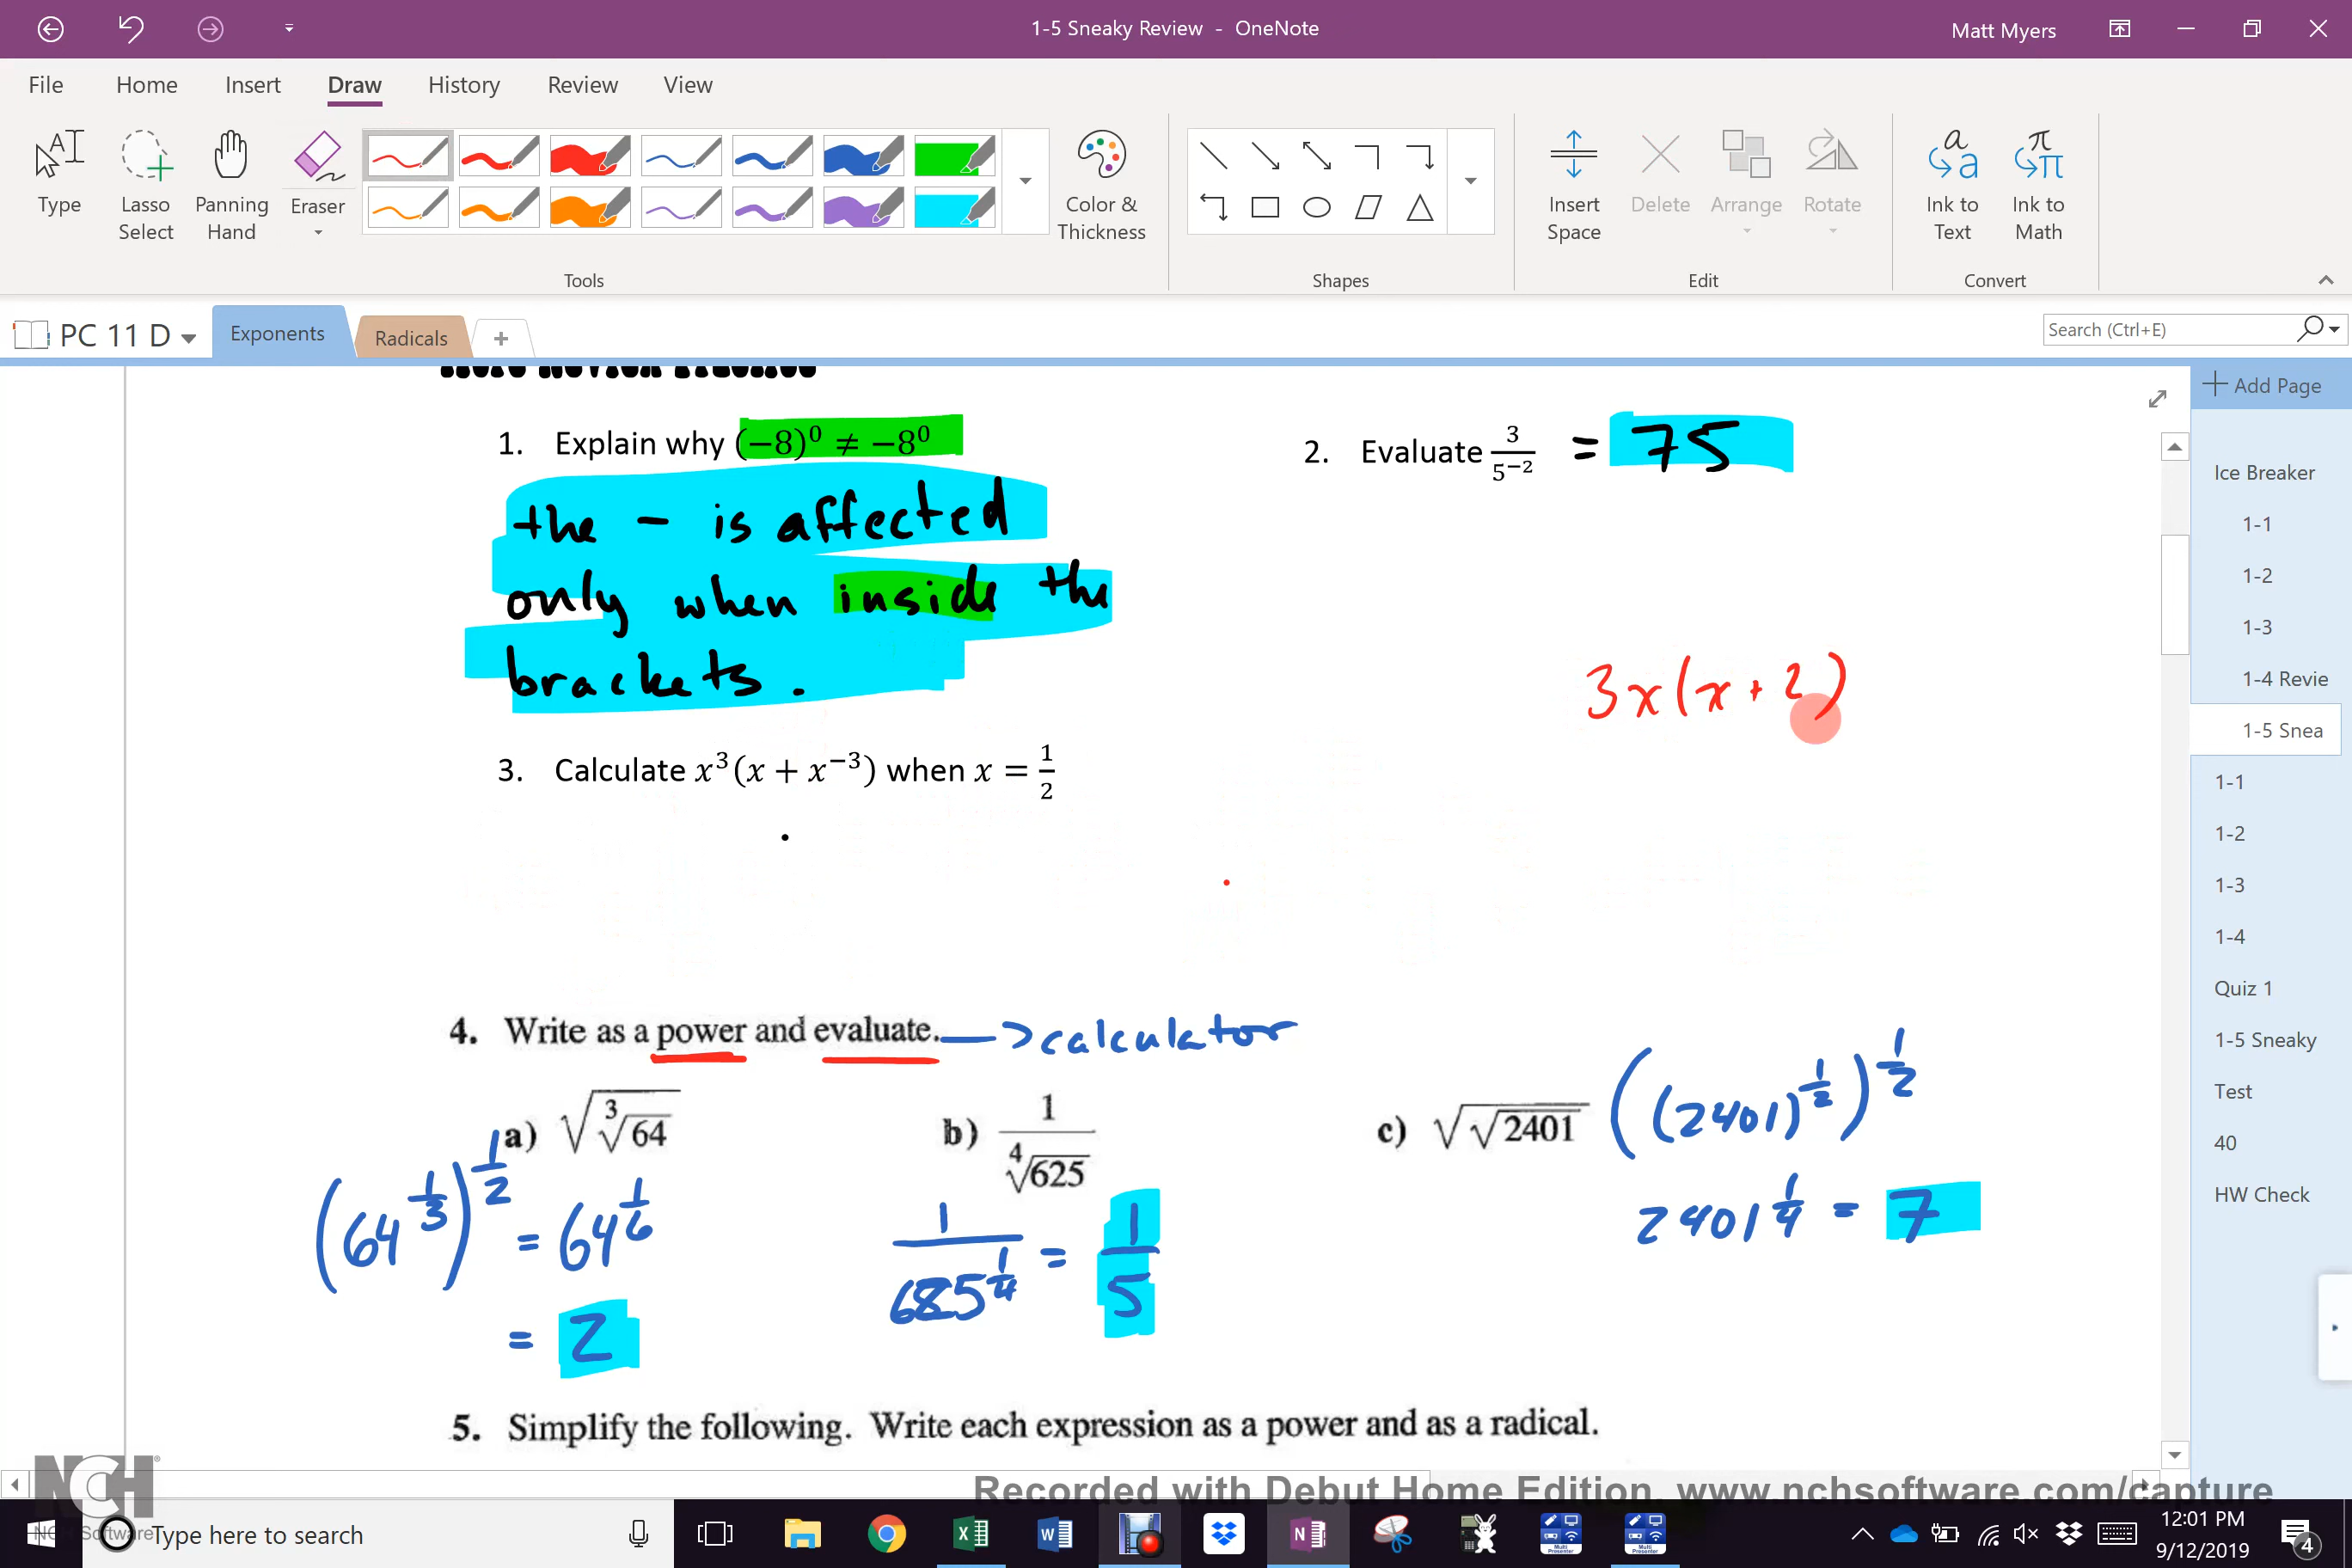 1-5 Sneaky Review - OneNote
Matt Myers
File Home Insert Draw History Review View
Type
Lasso Select
Panning Hand
Eraser
Color & Thickness
Insert Space
Delete
Arrange
Rotate
Ink to Text
Ink to Math
Tools Shapes Edit Convert
PC 11 D
Exponents
Radicals
Search (Ctrl+E)
Add Page
1. Explain why (−8)⁰ ≠ −8⁰
the - is affected
only when inside the
brackets.
2. Evaluate 3/5⁻² = 75
3x(x+2)
3. Calculate x³(x + x⁻³) when x = 1/2
4. Write as a power and evaluate. → calculator
a) √(∛64)
(64^(1/3))^(1/2) = 64^(1/6)
= 2
b) 1/∜625
1/685^(1/4) = 1/5
c) √(√2401) ((2401)^(1/2))^(1/2)
2401^(1/4) = 7
5. Simplify the following. Write each expression as a power and as a radical.
Ice Breaker
1-1
1-2
1-3
1-4 Revie
1-5 Snea
1-1
1-2
1-3
1-4
Quiz 1
1-5 Sneaky
Test
40
HW Check
NCH
NCH Software
Recorded with Debut Home Edition. www.nchsoftware.com/capture
Type here to search
12:01 PM
9/12/2019
4